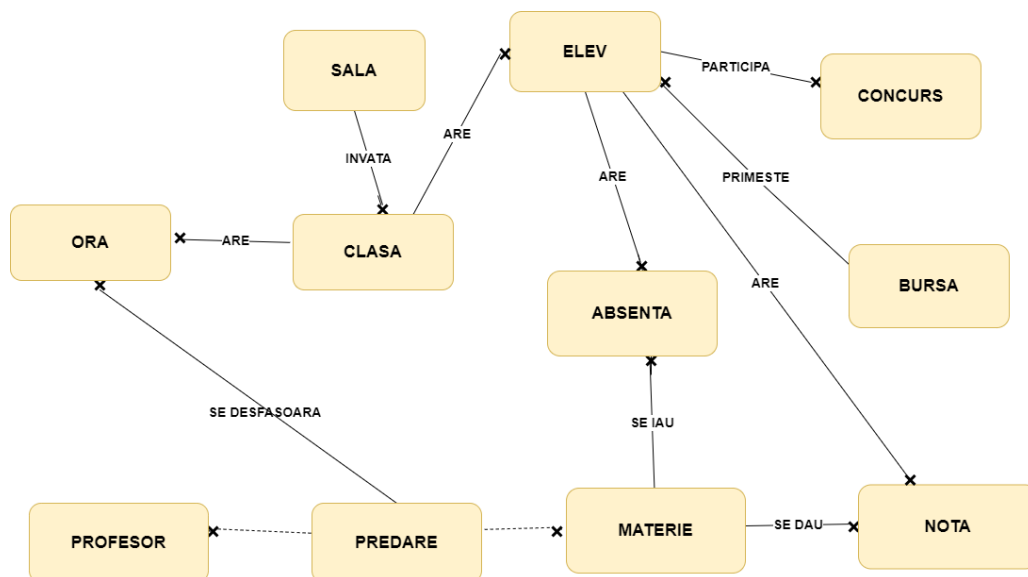 ELEV
SALA
PARTICIPA
CONCURS
ARE
INVATA
ARE
PRIMESTE
ORA
ARE
CLASA
ARE
BURSA
ABSENTA
SE DESFASOARA
SE IAU
PROFESOR
PREDARE
MATERIE
SE DAU
NOTA